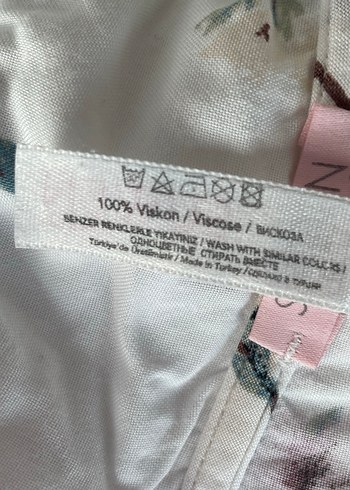 100% Viskon / Viscose / ВИСКОЗА
BENZER RENKLERLE YIKAYINIZ / WASH WITH SIMILAR COLORS /
ОДНОЦВЕТНЫЕ СТИРАТЬ ВМЕСТЕ
Türkiye'de Üretilmiştir / Made in Turkey / СДЕЛАНО В ТУРЦИИ
N
S